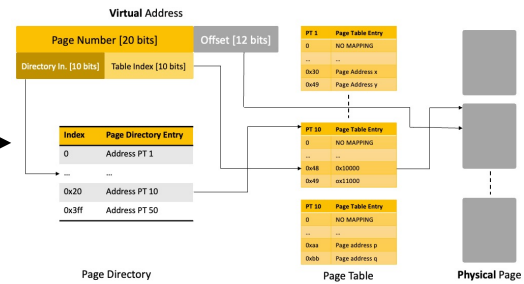 Virtual Address
Page Number [20 bits]
Offset [12 bits]
Directory In. [10 bits]
Table Index [10 bits]
Index Page Directory Entry
0 Address PT 1
... ...
0x20 Address PT 10
0x3ff Address PT 50
Page Directory
PT 1 Page Table Entry
0 NO MAPPING
... ...
0x30 Page Address x
0x49 Page Address y
PT 10 Page Table Entry
0 NO MAPPING
... ...
0x48 0x10000
0x49 ox11000
PT 10 Page Table Entry
0 NO MAPPING
... ...
0xaa Page address p
0xbb Page address q
Page Table
Physical Page